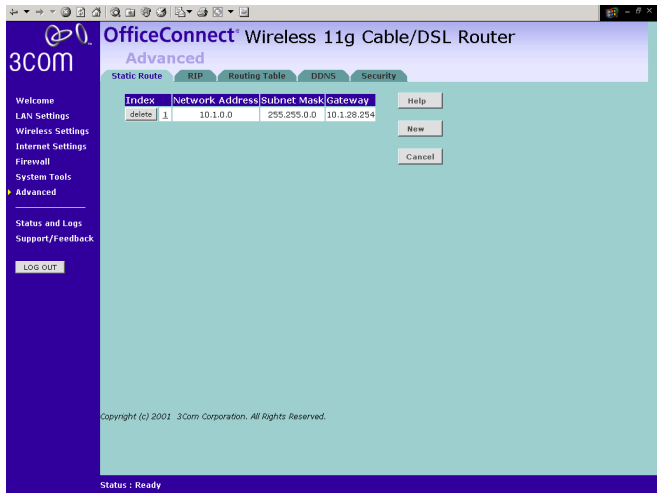 3COM
OfficeConnect® Wireless 11g Cable/DSL Router
Advanced
Static Route RIP Routing Table DDNS Security
Welcome
LAN Settings
Wireless Settings
Internet Settings
Firewall
System Tools
Advanced
Status and Logs
Support/Feedback
LOG OUT
Index Network Address Subnet Mask Gateway
delete 1 10.1.0.0 255.255.0.0 10.1.28.254
Help
New
Cancel
Copyright (c) 2001 3Com Corporation. All Rights Reserved.
Status : Ready